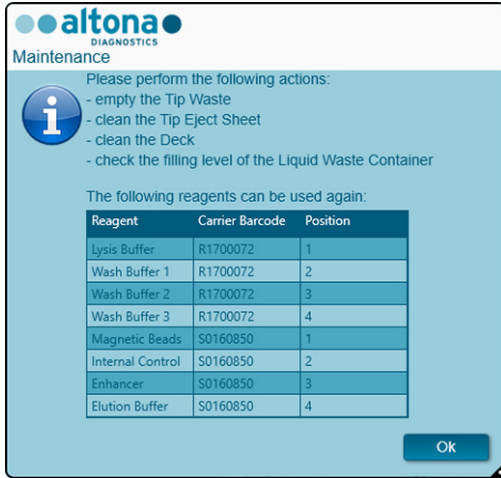 altona
DIAGNOSTICS
Maintenance
Please perform the following actions:
- empty the Tip Waste
- clean the Tip Eject Sheet
- clean the Deck
- check the filling level of the Liquid Waste Container
The following reagents can be used again:
Reagent Carrier Barcode Position
Lysis Buffer R1700072 1
Wash Buffer 1 R1700072 2
Wash Buffer 2 R1700072 3
Wash Buffer 3 R1700072 4
Magnetic Beads S0160850 1
Internal Control S0160850 2
Enhancer S0160850 3
Elution Buffer S0160850 4
Ok